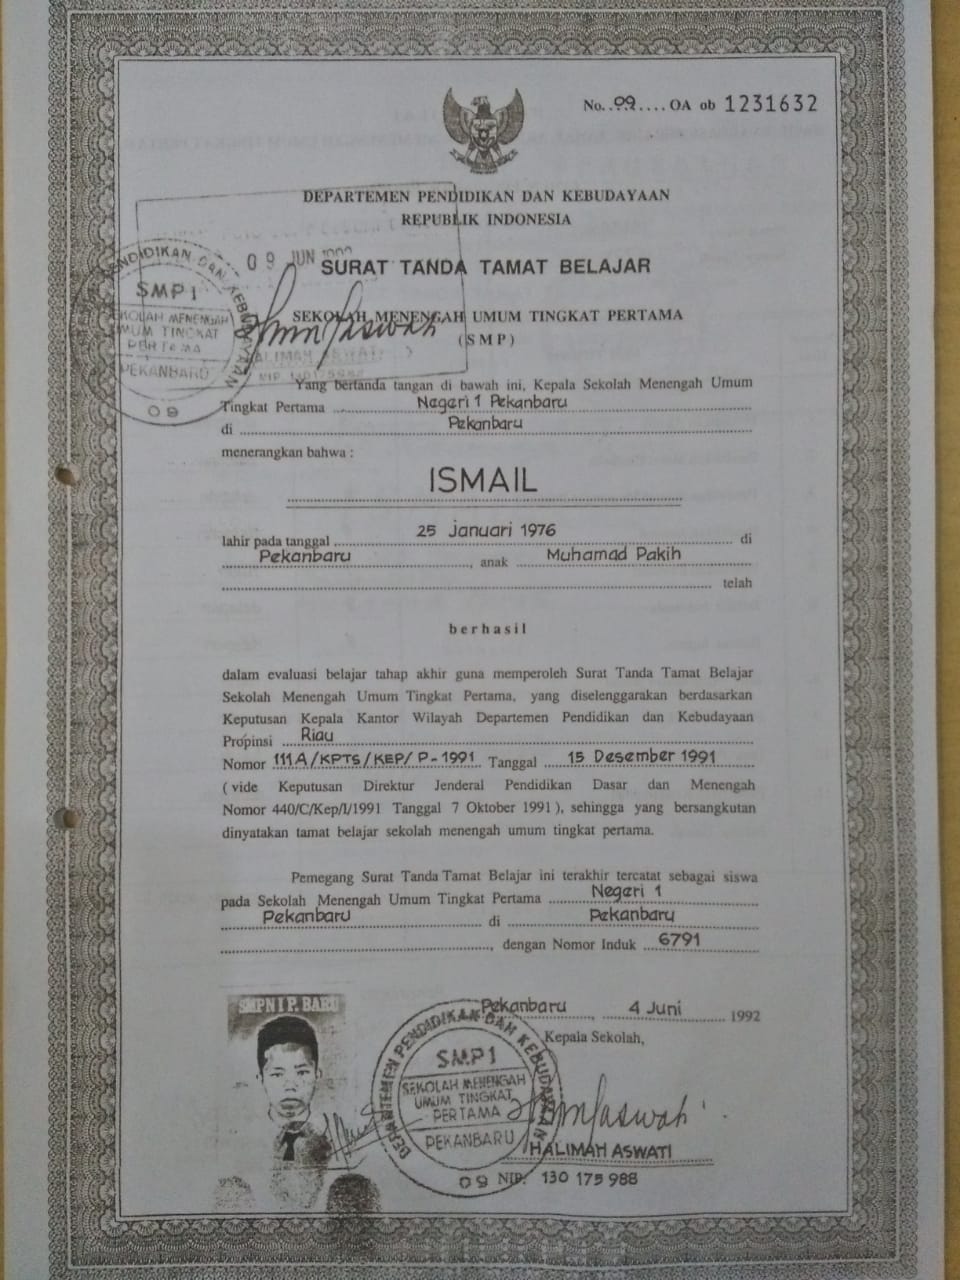 No. 09 .... OA ob 1231632
DEPARTEMEN PENDIDIKAN DAN KEBUDAYAAN
REPUBLIK INDONESIA
09 JUN
SURAT TANDA TAMAT BELAJAR
SEKOLAH MENENGAH UMUM TINGKAT PERTAMA
(SMP)
PENDIDIKAN DAN KEBUDAYAAN
SMP 1
SEKOLAH MENENGAH
UMUM TINGKAT
PERTAMA
PEKANBARU
09
Yang bertanda tangan di bawah ini, Kepala Sekolah Menengah Umum
Tingkat Pertama Negeri 1 Pekanbaru
di Pekanbaru
menerangkan bahwa :
ISMAIL
lahir pada tanggal 25 Januari 1976 di
Pekanbaru, anak Muhamad Pakih
telah
berhasil
dalam evaluasi belajar tahap akhir guna memperoleh Surat Tanda Tamat Belajar
Sekolah Menengah Umum Tingkat Pertama, yang diselenggarakan berdasarkan
Keputusan Kepala Kantor Wilayah Departemen Pendidikan dan Kebudayaan
Propinsi Riau
Nomor 111A/KPTS/KEP/P-1991 Tanggal 15 Desember 1991
(vide Keputusan Direktur Jenderal Pendidikan Dasar dan Menengah
Nomor 440/C/Kep/I/1991 Tanggal 7 Oktober 1991), sehingga yang bersangkutan
dinyatakan tamat belajar sekolah menengah umum tingkat pertama.
Pemegang Surat Tanda Tamat Belajar ini terakhir tercatat sebagai siswa
pada Sekolah Menengah Umum Tingkat Pertama Negeri 1
Pekanbaru di Pekanbaru
, dengan Nomor Induk 6791
SMPN I P. BARU
Pekanbaru, 4 Juni 1992
Kepala Sekolah,
DEPARTEMEN PENDIDIKAN DAN KEBUDAYAAN
SMP 1
SEKOLAH MENENGAH
UMUM TINGKAT
PERTAMA
PEKANBARU
09
HALIMAH ASWATI
NIP. 130 175 988